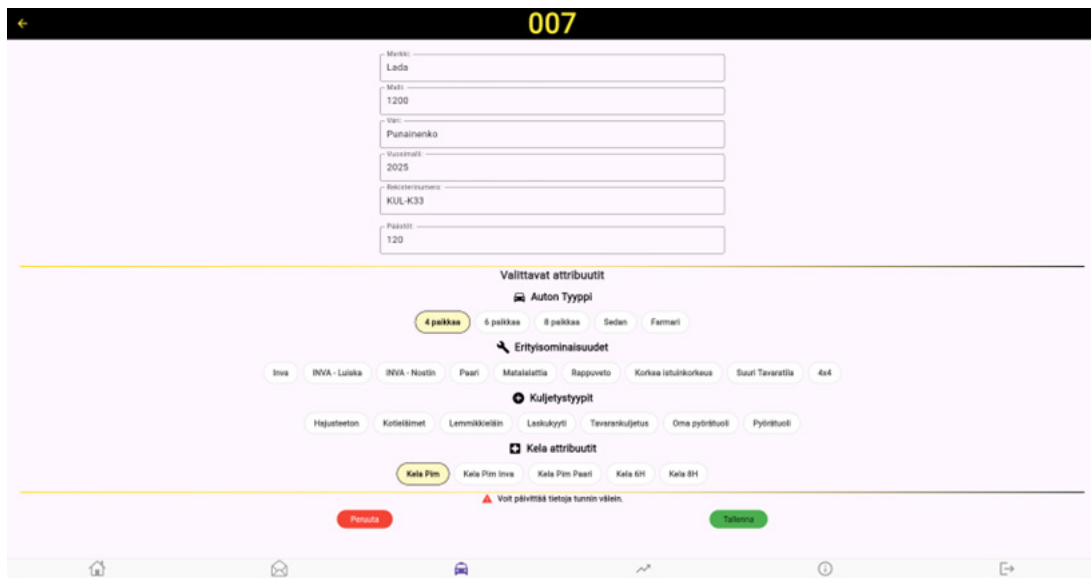 007
Merkki:
Lada
Malli:
1200
Väri:
Punainenko
Vuosimalli:
2025
Rekisterinumero:
KUL-K33
Päästöt:
120
Valittavat attribuutit
Auton Tyyppi
4 paikkaa 6 paikkaa 8 paikkaa Sedan Farmari
Erityisominaisuudet
Inva INVA - Luiska INVA - Nostin Paari Matalalattia Rappuveto Korkea istuinkorkeus Suuri Tavaratila 4x4
Kuljetystyypit
Hajusteeton Kotieläimet Lemmikkieläin Laskukyyti Tavarankuljetus Oma pyörätuoli Pyörätuoli
Kela attribuutit
Kela Pim Kela Pim Inva Kela Pim Paari Kela 6H Kela 8H
Voit päivittää tietoja tunnin välein.
Peruuta Tallenna